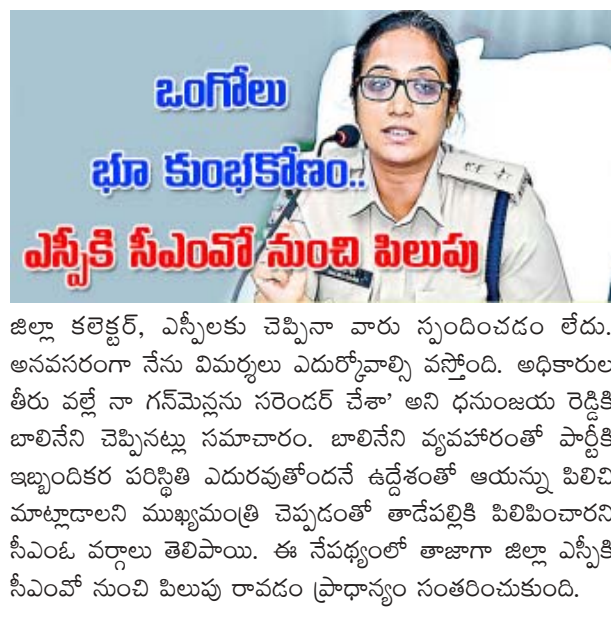 ఒంగోలు
భూ కుంభకోణం..
ఎస్పీకి సీఎంవో నుంచి పిలుపు
జిల్లా కలెక్టర్, ఎస్పీలకు చెప్పినా వారు స్పందించడం లేదు.
అనవసరంగా నేను విమర్శలు ఎదుర్కోవాల్సి వస్తోంది. అధికారుల
తీరు వల్లే నా గన్‌మెన్లను సరెండర్ చేశా' అని ధనుంజయ రెడ్డికి
బాలినేని చెప్పినట్లు సమాచారం. బాలినేని వ్యవహారంతో పార్టీకి
ఇబ్బందికర పరిస్థితి ఎదురవుతోందనే ఉద్దేశంతో ఆయన్ను పిలిచి
మాట్లాడాలని ముఖ్యమంత్రి చెప్పడంతో తాడేపల్లికి పిలిపించారని
సీఎంఓ వర్గాలు తెలిపాయి. ఈ నేపథ్యంలో తాజాగా జిల్లా ఎస్పీకి
సీఎంవో నుంచి పిలుపు రావడం ప్రాధాన్యం సంతరించుకుంది.